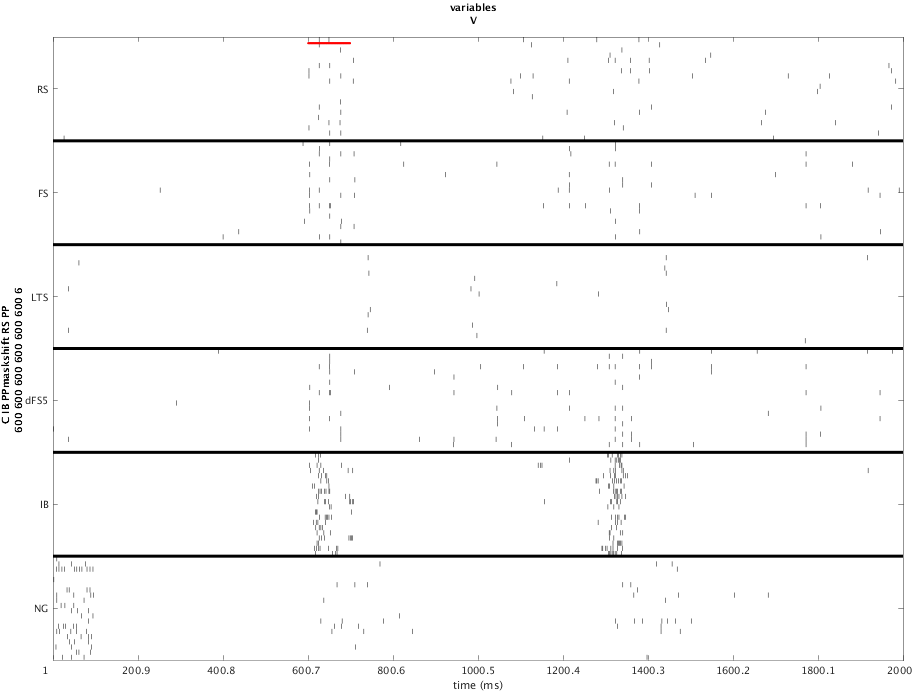 variables
V
RS
FS
LTS
dFS5
IB
NG
C IB PPmaskshift RS PP
600 600 600 600 600 600 6
1
200.9
400.8
600.7
800.6
1000.5
1200.4
1400.3
1600.2
1800.1
2000
time (ms)